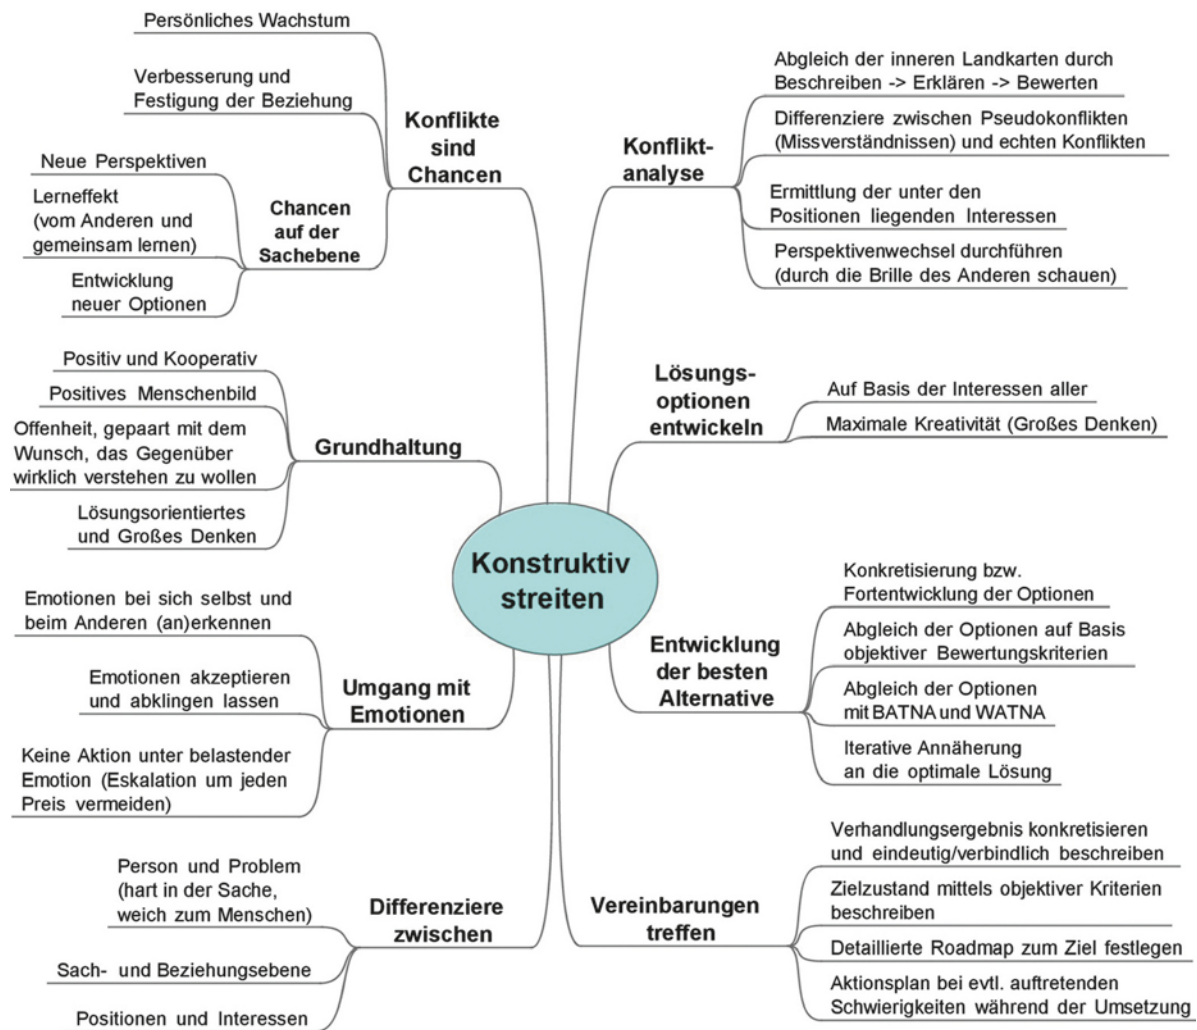 Persönliches Wachstum
Verbesserung und
Festigung der Beziehung
Konflikte
sind
Chancen
Neue Perspektiven
Lerneffekt
(vom Anderen und
gemeinsam lernen)
Entwicklung
neuer Optionen
Chancen
auf der
Sachebene
Positiv und Kooperativ
Positives Menschenbild
Offenheit, gepaart mit dem
Wunsch, das Gegenüber
wirklich verstehen zu wollen
Lösungsorientiertes
und Großes Denken
Grundhaltung
Emotionen bei sich selbst und
beim Anderen (an)erkennen
Emotionen akzeptieren
und abklingen lassen
Keine Aktion unter belastender
Emotion (Eskalation um jeden
Preis vermeiden)
Umgang mit
Emotionen
Person und Problem
(hart in der Sache,
weich zum Menschen)
Sach- und Beziehungsebene
Positionen und Interessen
Differenziere
zwischen
Konstruktiv
streiten
Konflikt-
analyse
Abgleich der inneren Landkarten durch
Beschreiben -> Erklären -> Bewerten
Differenziere zwischen Pseudokonflikten
(Missverständnissen) und echten Konflikten
Ermittlung der unter den
Positionen liegenden Interessen
Perspektivenwechsel durchführen
(durch die Brille des Anderen schauen)
Lösungs-
optionen
entwickeln
Auf Basis der Interessen aller
Maximale Kreativität (Großes Denken)
Entwicklung
der besten
Alternative
Konkretisierung bzw.
Fortentwicklung der Optionen
Abgleich der Optionen auf Basis
objektiver Bewertungskriterien
Abgleich der Optionen
mit BATNA und WATNA
Iterative Annäherung
an die optimale Lösung
Vereinbarungen
treffen
Verhandlungsergebnis konkretisieren
und eindeutig/verbindlich beschreiben
Zielzustand mittels objektiver Kriterien
beschreiben
Detaillierte Roadmap zum Ziel festlegen
Aktionsplan bei evtl. auftretenden
Schwierigkeiten während der Umsetzung